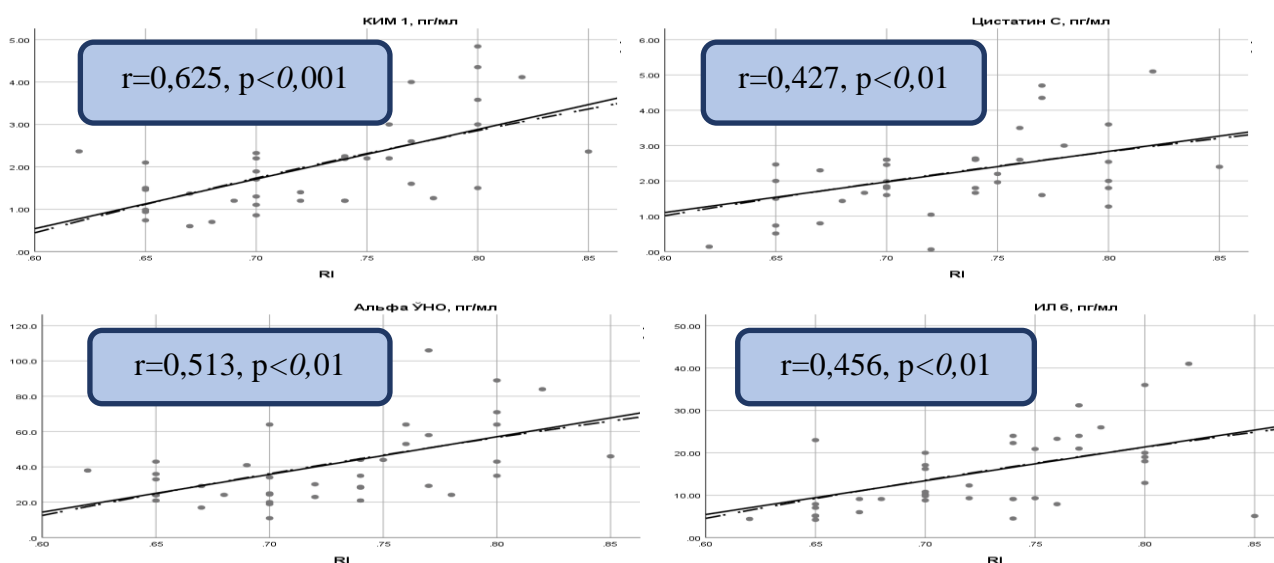 КИМ 1, пг/мл
r=0,625, p<0,001
5.00
4.00
3.00
2.00
1.00
.00
.60 .65 .70 .75 .80 .85
RI
Цистатин С, пг/мл
r=0,427, p<0,01
6.00
5.00
4.00
3.00
2.00
1.00
.00
.60 .65 .70 .75 .80 .85
RI
Альфа ЎНО, пг/мл
r=0,513, p<0,01
120.0
100.0
80.0
60.0
40.0
20.0
.0
.60 .65 .70 .75 .80 .85
RI
ИЛ 6, пг/мл
r=0,456, p<0,01
50.00
40.00
30.00
20.00
10.00
.00
.60 .65 .70 .75 .80 .85
RI